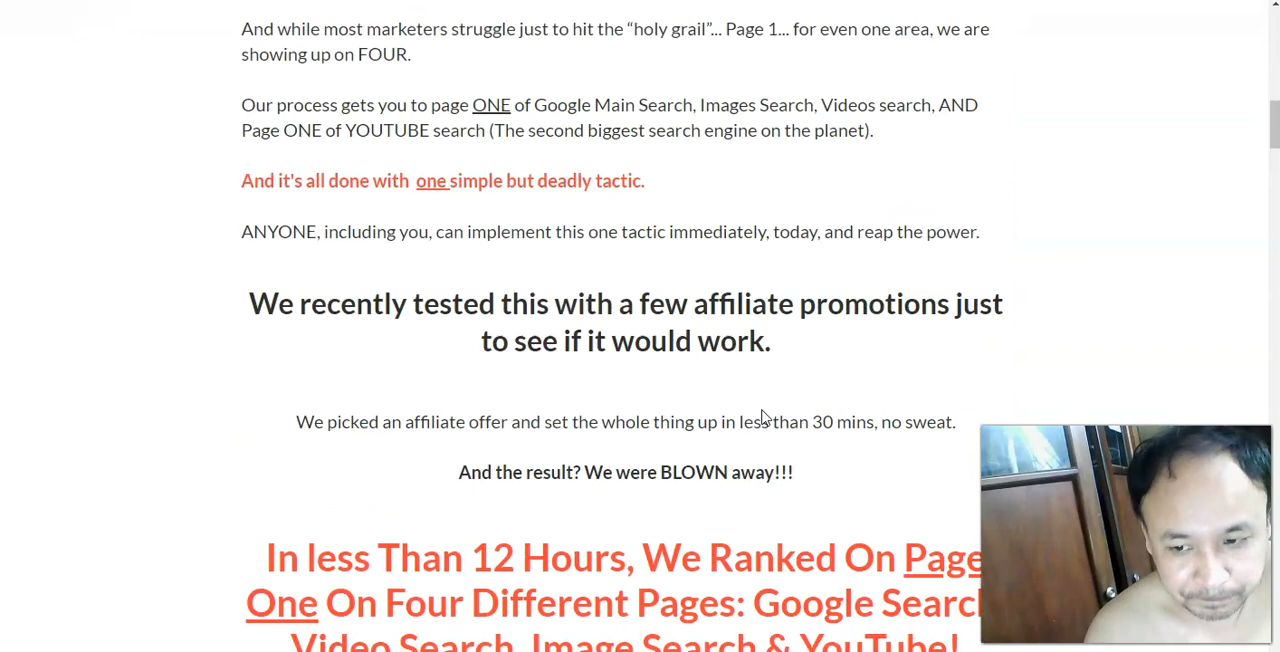 And while most marketers struggle just to hit the “holy grail”... Page 1... for even one area, we are
showing up on FOUR.
Our process gets you to page ONE of Google Main Search, Images Search, Videos search, AND
Page ONE of YOUTUBE search (The second biggest search engine on the planet).
And it's all done with one simple but deadly tactic.
ANYONE, including you, can implement this one tactic immediately, today, and reap the power.
We recently tested this with a few affiliate promotions just
to see if it would work.
We picked an affiliate offer and set the whole thing up in less than 30 mins, no sweat.
And the result? We were BLOWN away!!!
In less Than 12 Hours, We Ranked On Page
One On Four Different Pages: Google Search
Video Search, Image Search & YouTube!